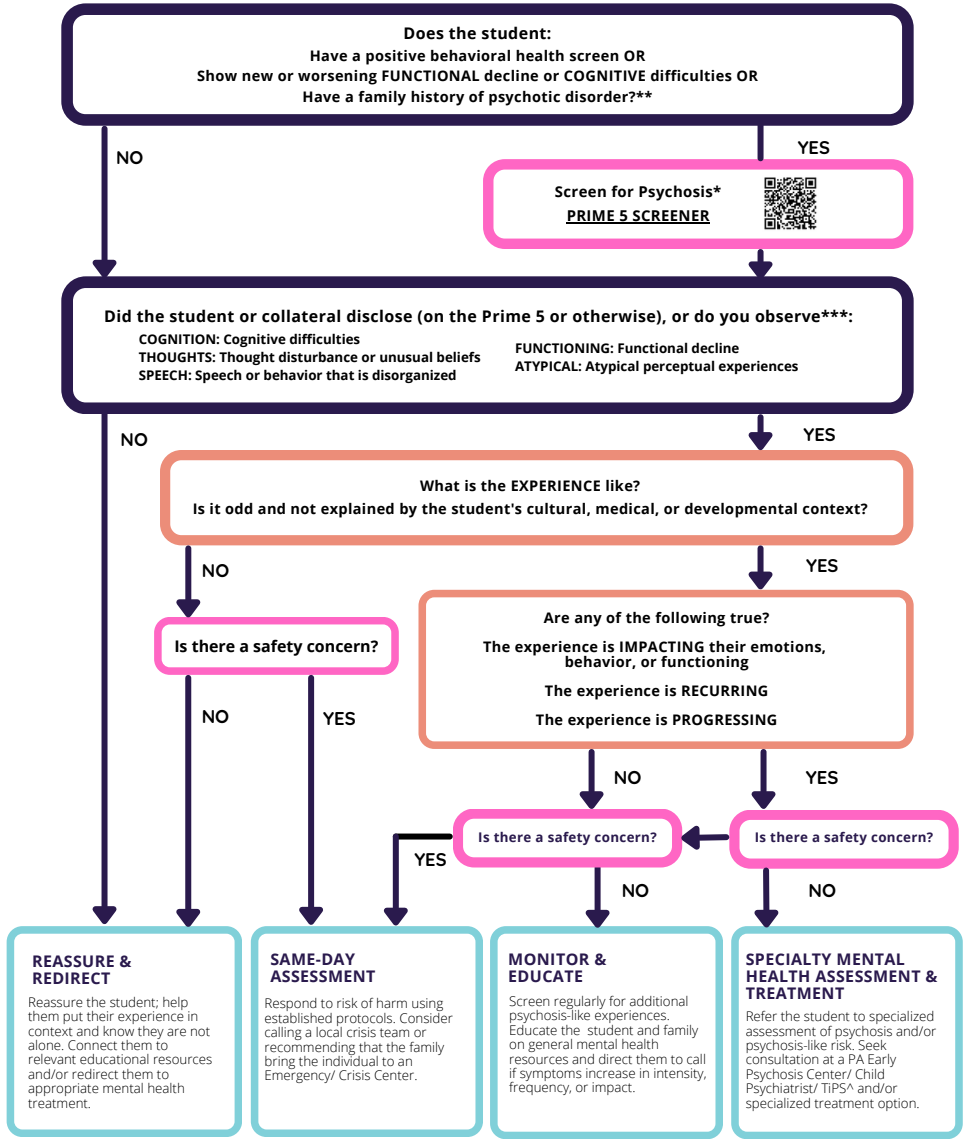 Does the student:
Have a positive behavioral health screen OR
Show new or worsening FUNCTIONAL decline or COGNITIVE difficulties OR
Have a family history of psychotic disorder?**
NO
YES
Screen for Psychosis*
PRIME 5 SCREENER
Did the student or collateral disclose (on the Prime 5 or otherwise), or do you observe***:
COGNITION: Cognitive difficulties
THOUGHTS: Thought disturbance or unusual beliefs
SPEECH: Speech or behavior that is disorganized
FUNCTIONING: Functional decline
ATYPICAL: Atypical perceptual experiences
NO
YES
What is the EXPERIENCE like?
Is it odd and not explained by the student's cultural, medical, or developmental context?
NO
YES
Is there a safety concern?
Are any of the following true?
The experience is IMPACTING their emotions,
behavior, or functioning
The experience is RECURRING
The experience is PROGRESSING
NO
YES
NO
YES
Is there a safety concern?
Is there a safety concern?
YES
NO
NO
REASSURE &
REDIRECT
Reassure the student; help
them put their experience in
context and know they are not
alone. Connect them to
relevant educational resources
and/or redirect them to
appropriate mental health
treatment.
SAME-DAY
ASSESSMENT
Respond to risk of harm using
established protocols. Consider
calling a local crisis team or
recommending that the family
bring the individual to an
Emergency/ Crisis Center.
MONITOR &
EDUCATE
Screen regularly for additional
psychosis-like experiences.
Educate the student and family
on general mental health
resources and direct them to call
if symptoms increase in intensity,
frequency, or impact.
SPECIALTY MENTAL
HEALTH ASSESSMENT &
TREATMENT
Refer the student to specialized
assessment of psychosis and/or
psychosis-like risk. Seek
consultation at a PA Early
Psychosis Center/ Child
Psychiatrist/ TiPS^ and/or
specialized treatment option.